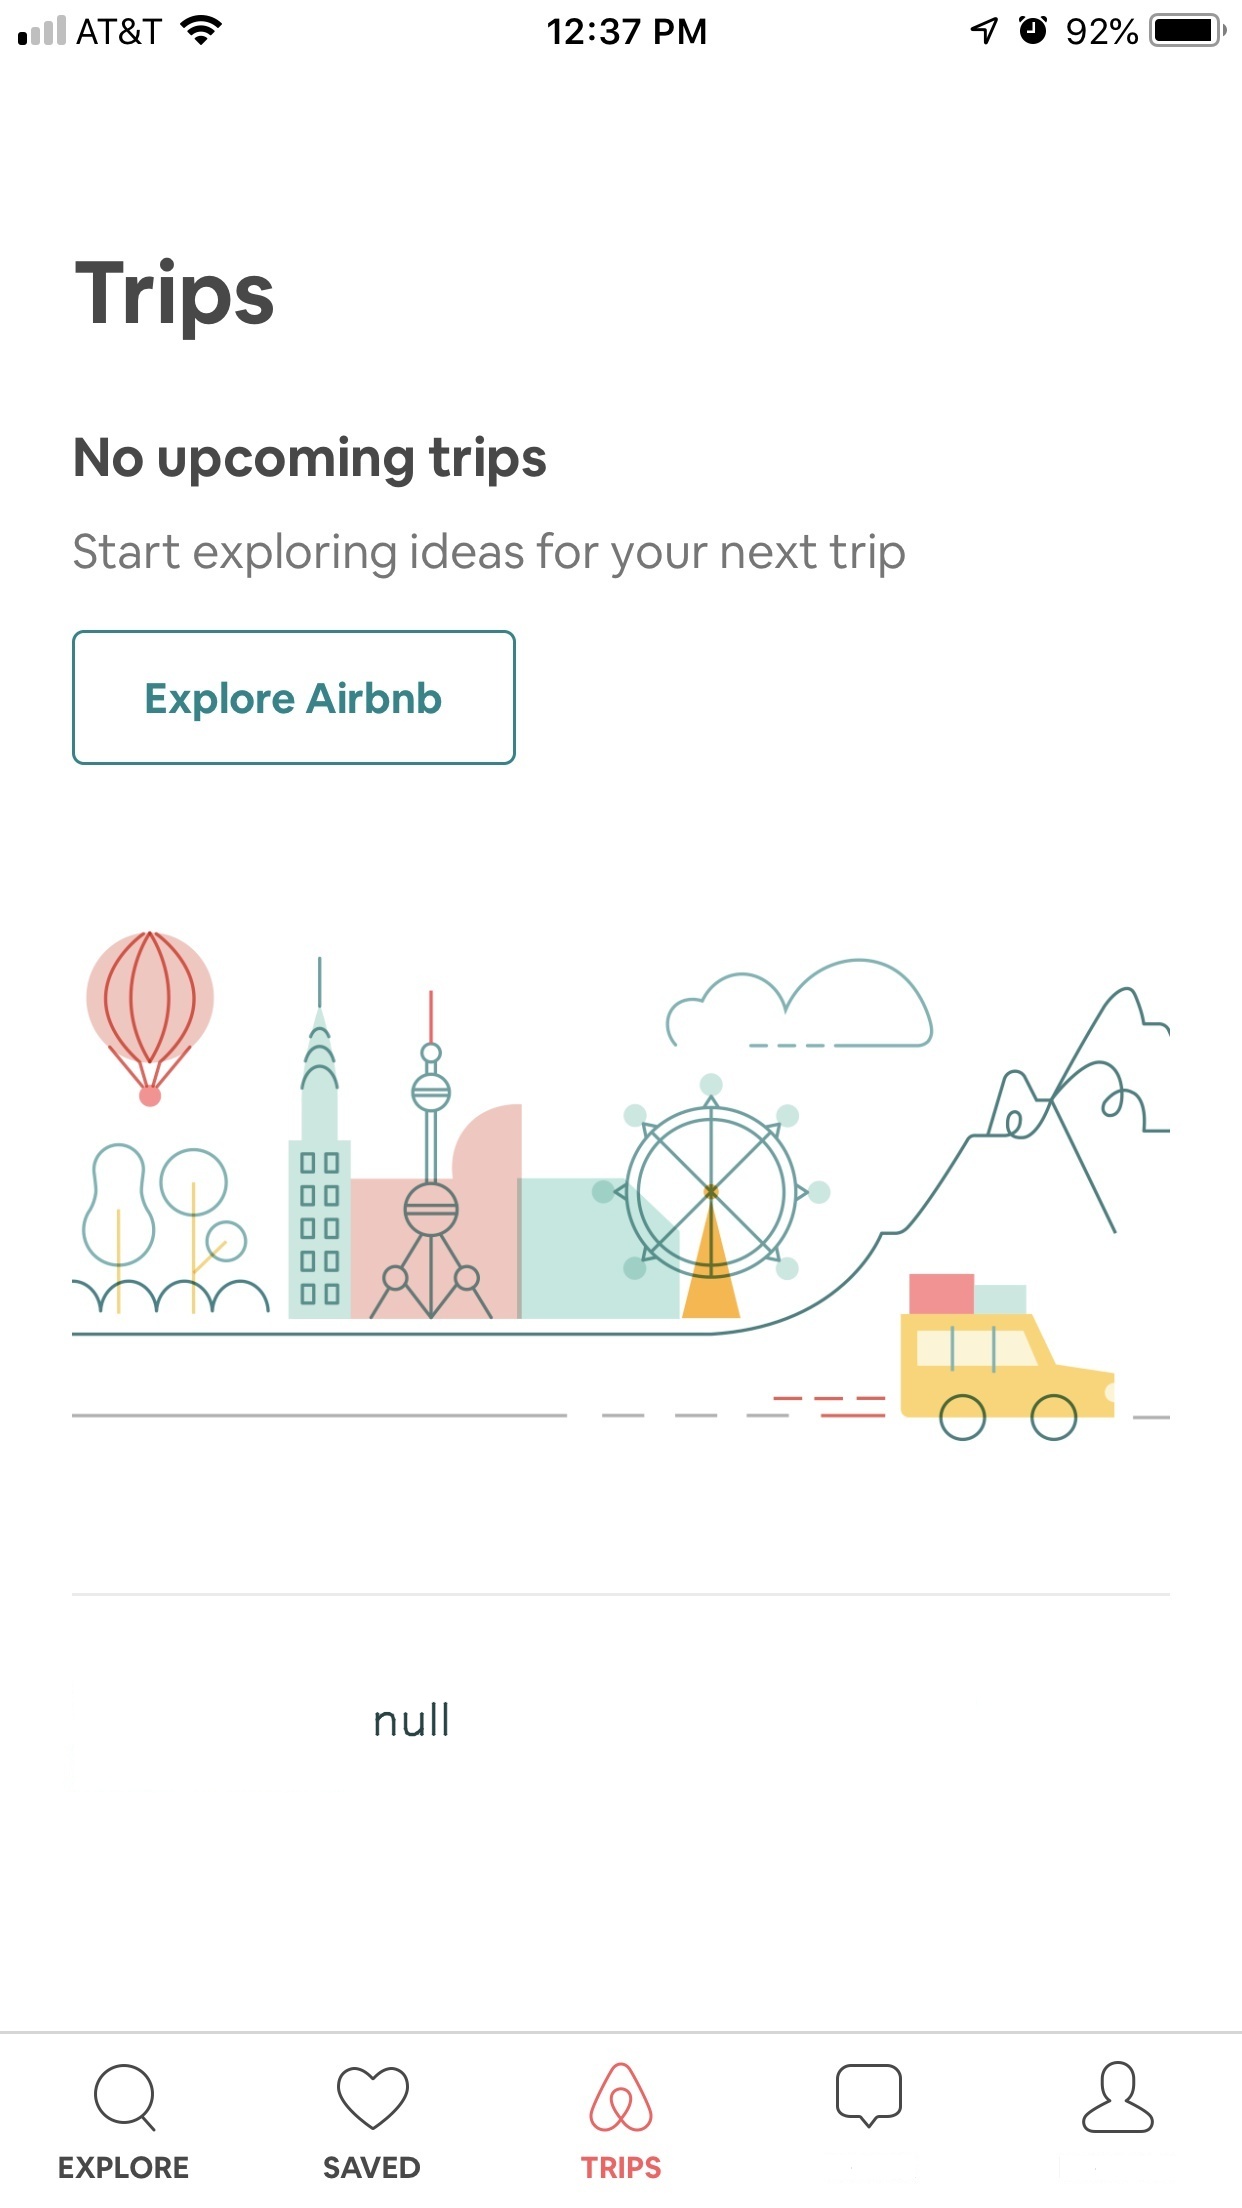 AT&T 12:37 PM 92%
Trips
No upcoming trips
Start exploring ideas for your next trip
Explore Airbnb
null
EXPLORE SAVED TRIPS